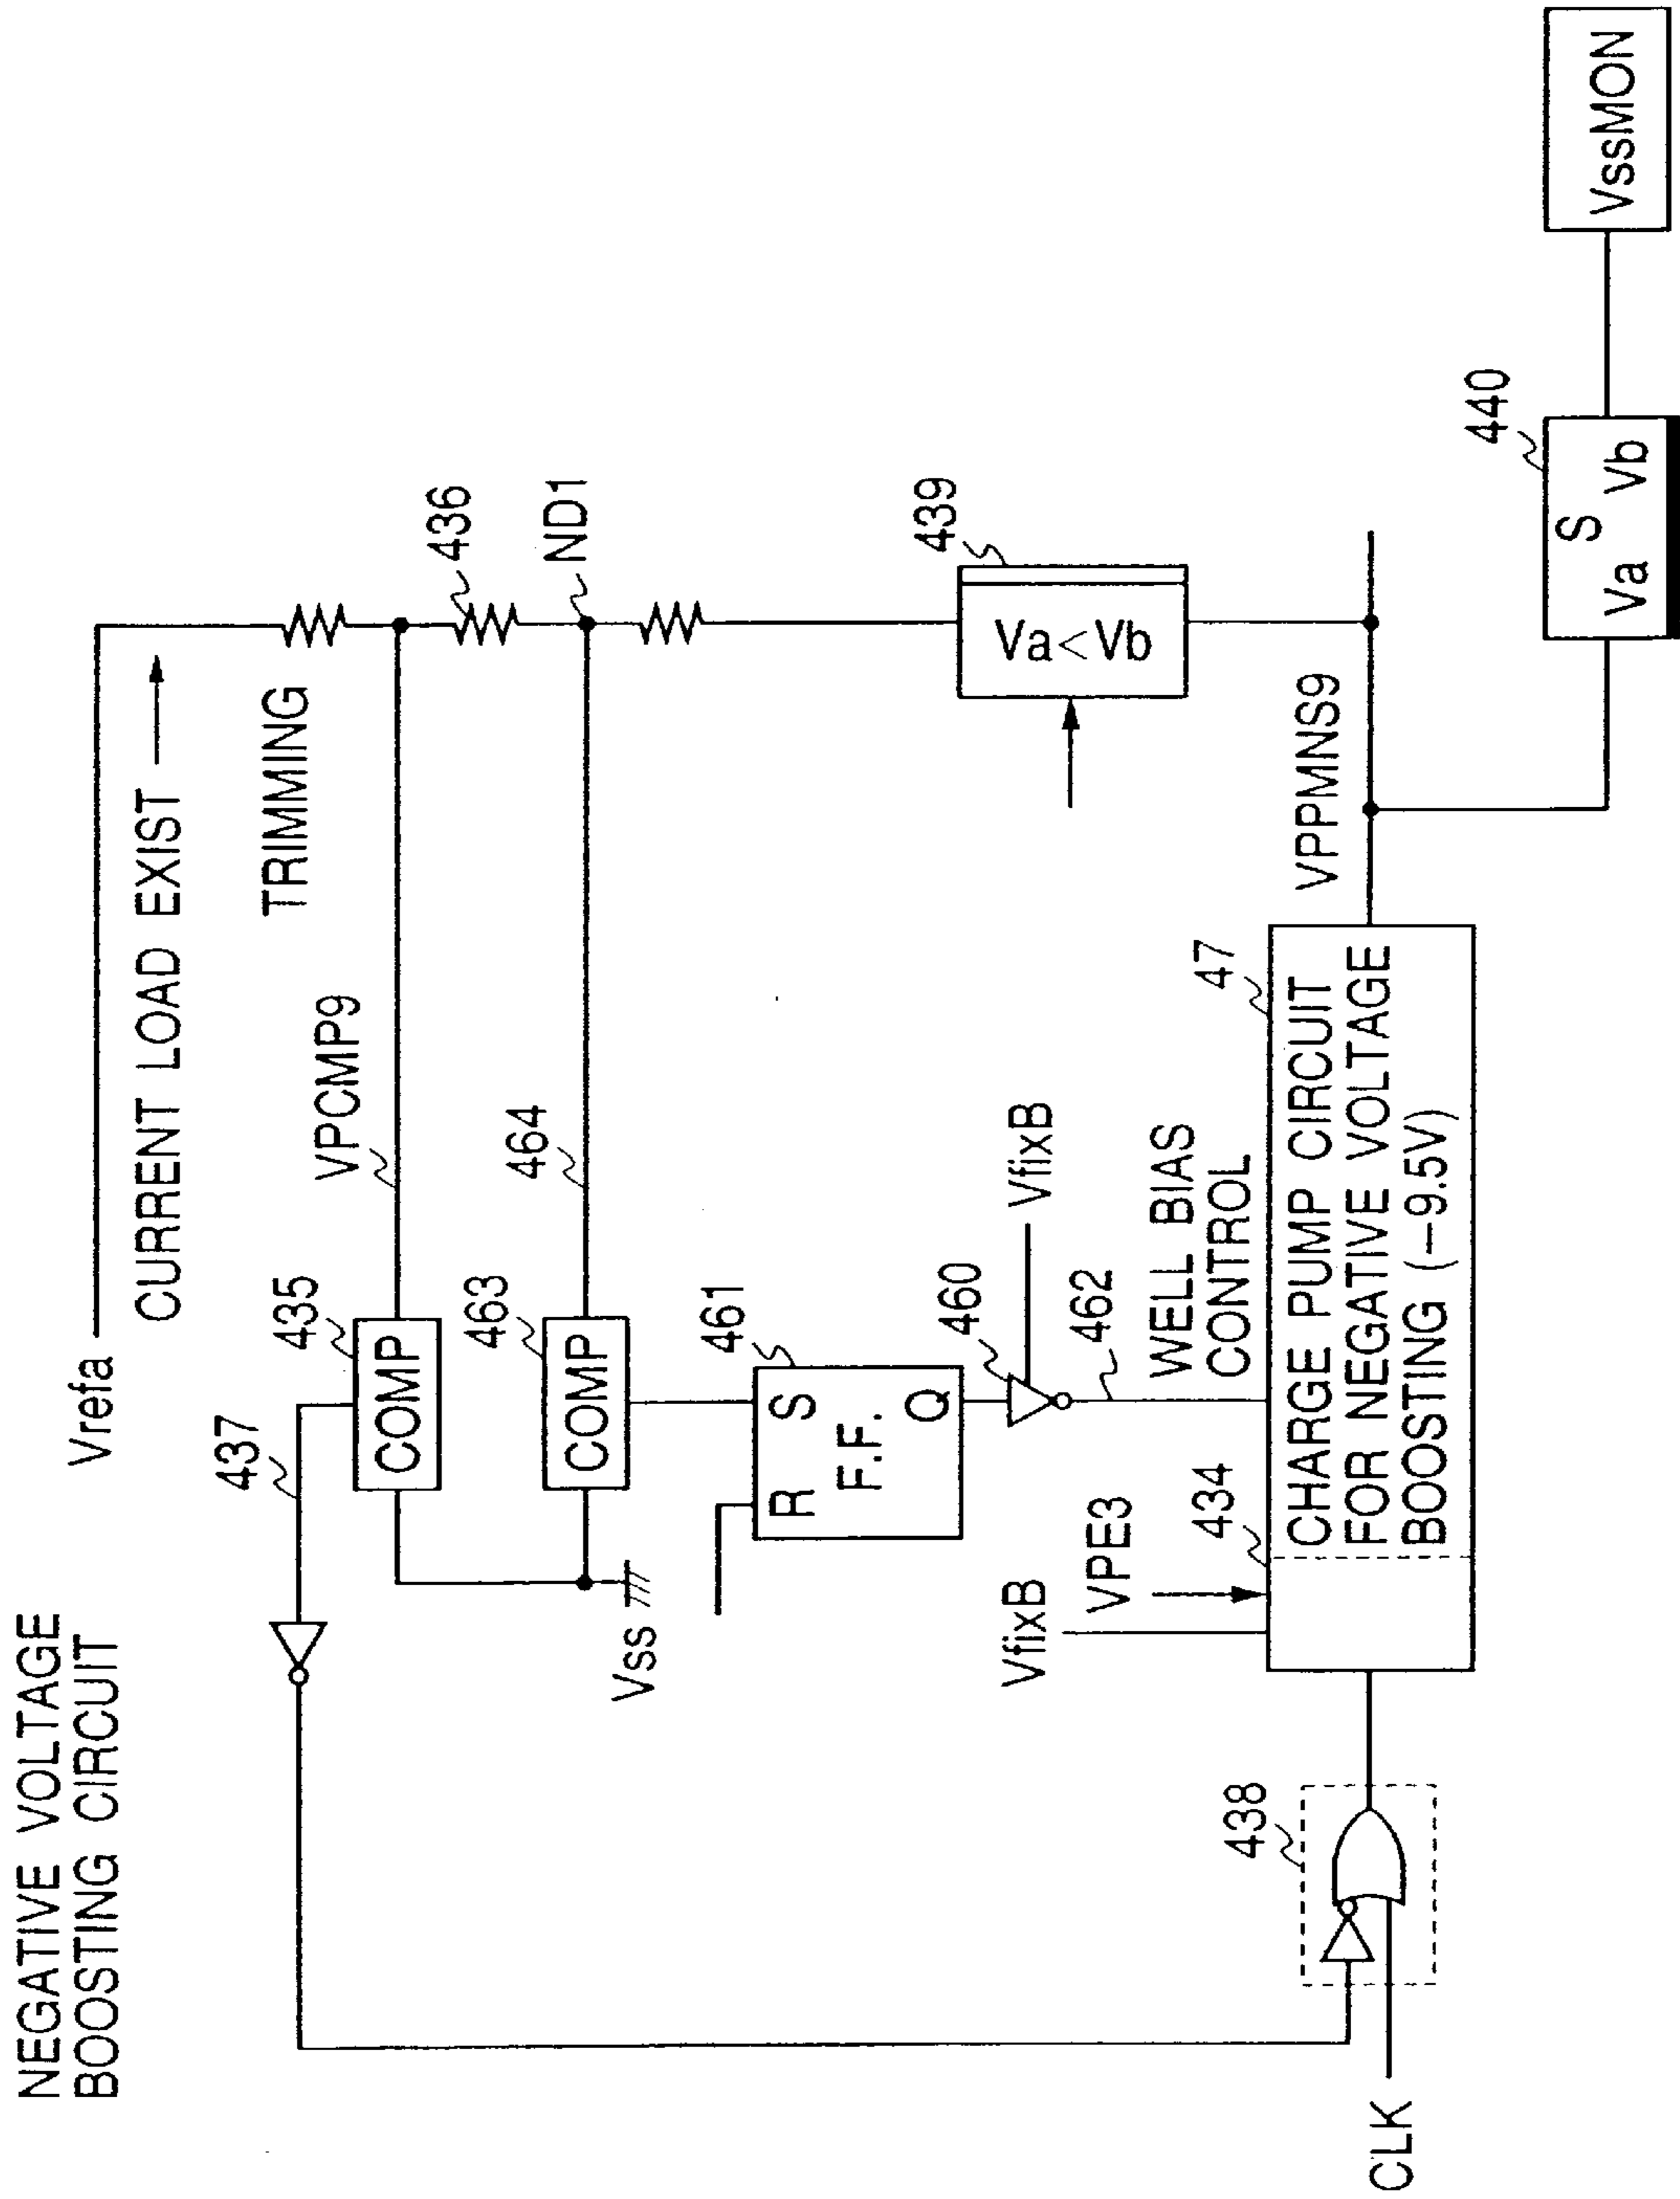 NEGATIVE VOLTAGE
BOOSTING CIRCUIT
Vrefa
CURRENT LOAD EXIST
TRIMMING
437
435
VPCMP9
436
COMP
463
464
ND1
COMP
Vss
461
R
S
F.F.
Q
439
Va<Vb
460
VfixB
462
WELL BIAS
CONTROL
VfixB
VPE3
434
47
CHARGE PUMP CIRCUIT
FOR NEGATIVE VOLTAGE
BOOSTING (−9.5V)
VPPMNS9
438
CLK
440
S
Va
Vb
VssMON